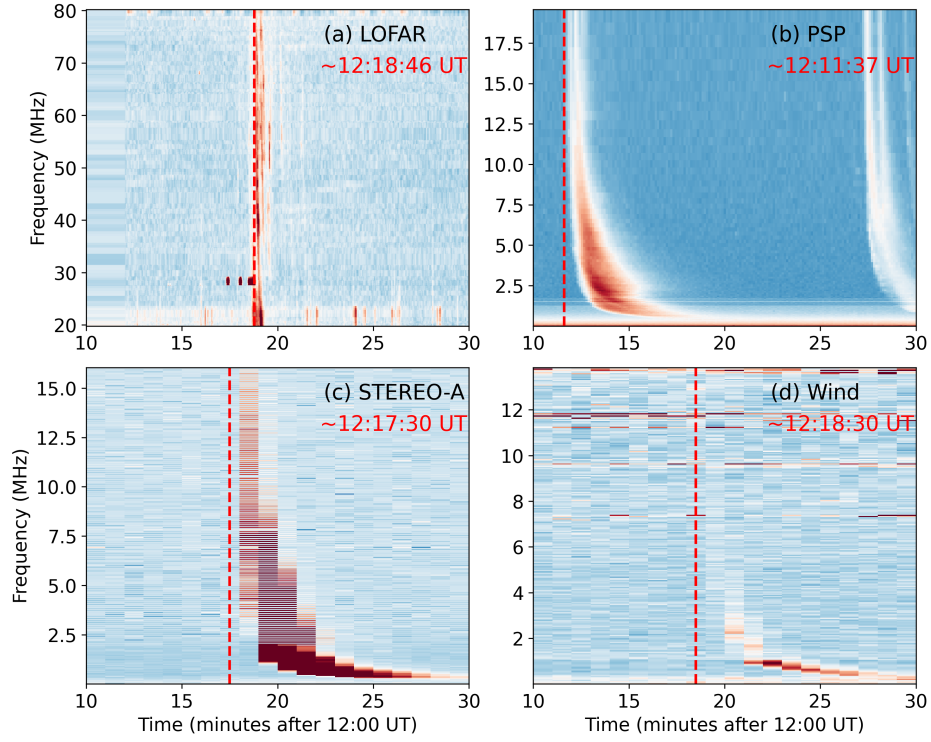 (a) LOFAR
~12:18:46 UT
80
70
60
50
40
30
20
Frequency (MHz)
10 15 20 25 30
(b) PSP
~12:11:37 UT
17.5
15.0
12.5
10.0
7.5
5.0
2.5
10 15 20 25 30
(c) STEREO-A
~12:17:30 UT
15.0
12.5
10.0
7.5
5.0
2.5
Frequency (MHz)
10 15 20 25 30
Time (minutes after 12:00 UT)
(d) Wind
~12:18:30 UT
12
10
8
6
4
2
10 15 20 25 30
Time (minutes after 12:00 UT)